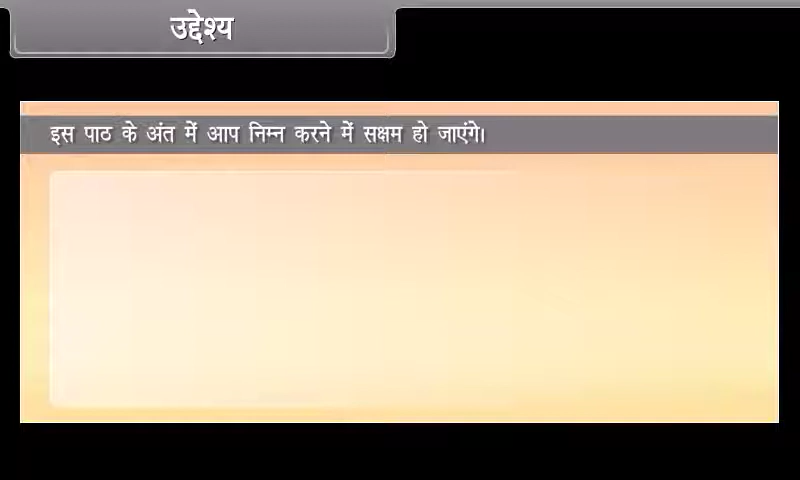 उद्देश्य
इस पाठ के अंत में आप निम्न करने में सक्षम हो जाएंगे।